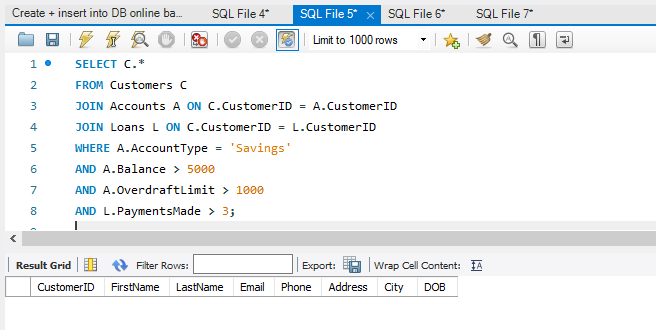 Create + insert into DB online ba... SQL File 4* SQL File 5* SQL File 6* SQL File 7*
Limit to 1000 rows
1 SELECT C.*
2 FROM Customers C
3 JOIN Accounts A ON C.CustomerID = A.CustomerID
4 JOIN Loans L ON C.CustomerID = L.CustomerID
5 WHERE A.AccountType = 'Savings'
6 AND A.Balance > 5000
7 AND A.OverdraftLimit > 1000
8 AND L.PaymentsMade > 3;
9
Result Grid Filter Rows: Export: Wrap Cell Content:
CustomerID FirstName LastName Email Phone Address City DOB